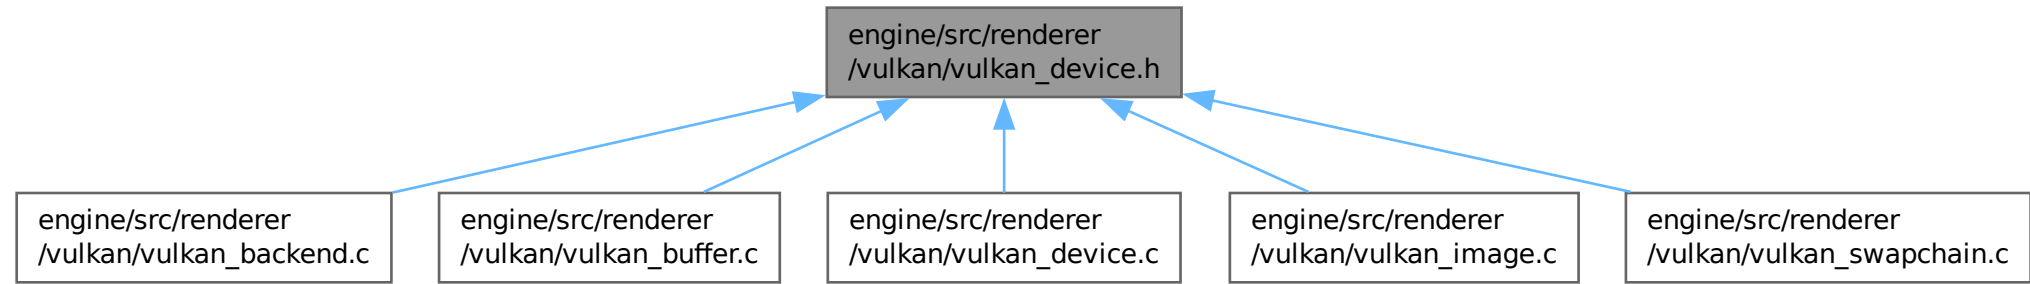 engine/src/renderer
/vulkan/vulkan_device.h
engine/src/renderer
/vulkan/vulkan_backend.c
engine/src/renderer
/vulkan/vulkan_buffer.c
engine/src/renderer
/vulkan/vulkan_device.c
engine/src/renderer
/vulkan/vulkan_image.c
engine/src/renderer
/vulkan/vulkan_swapchain.c